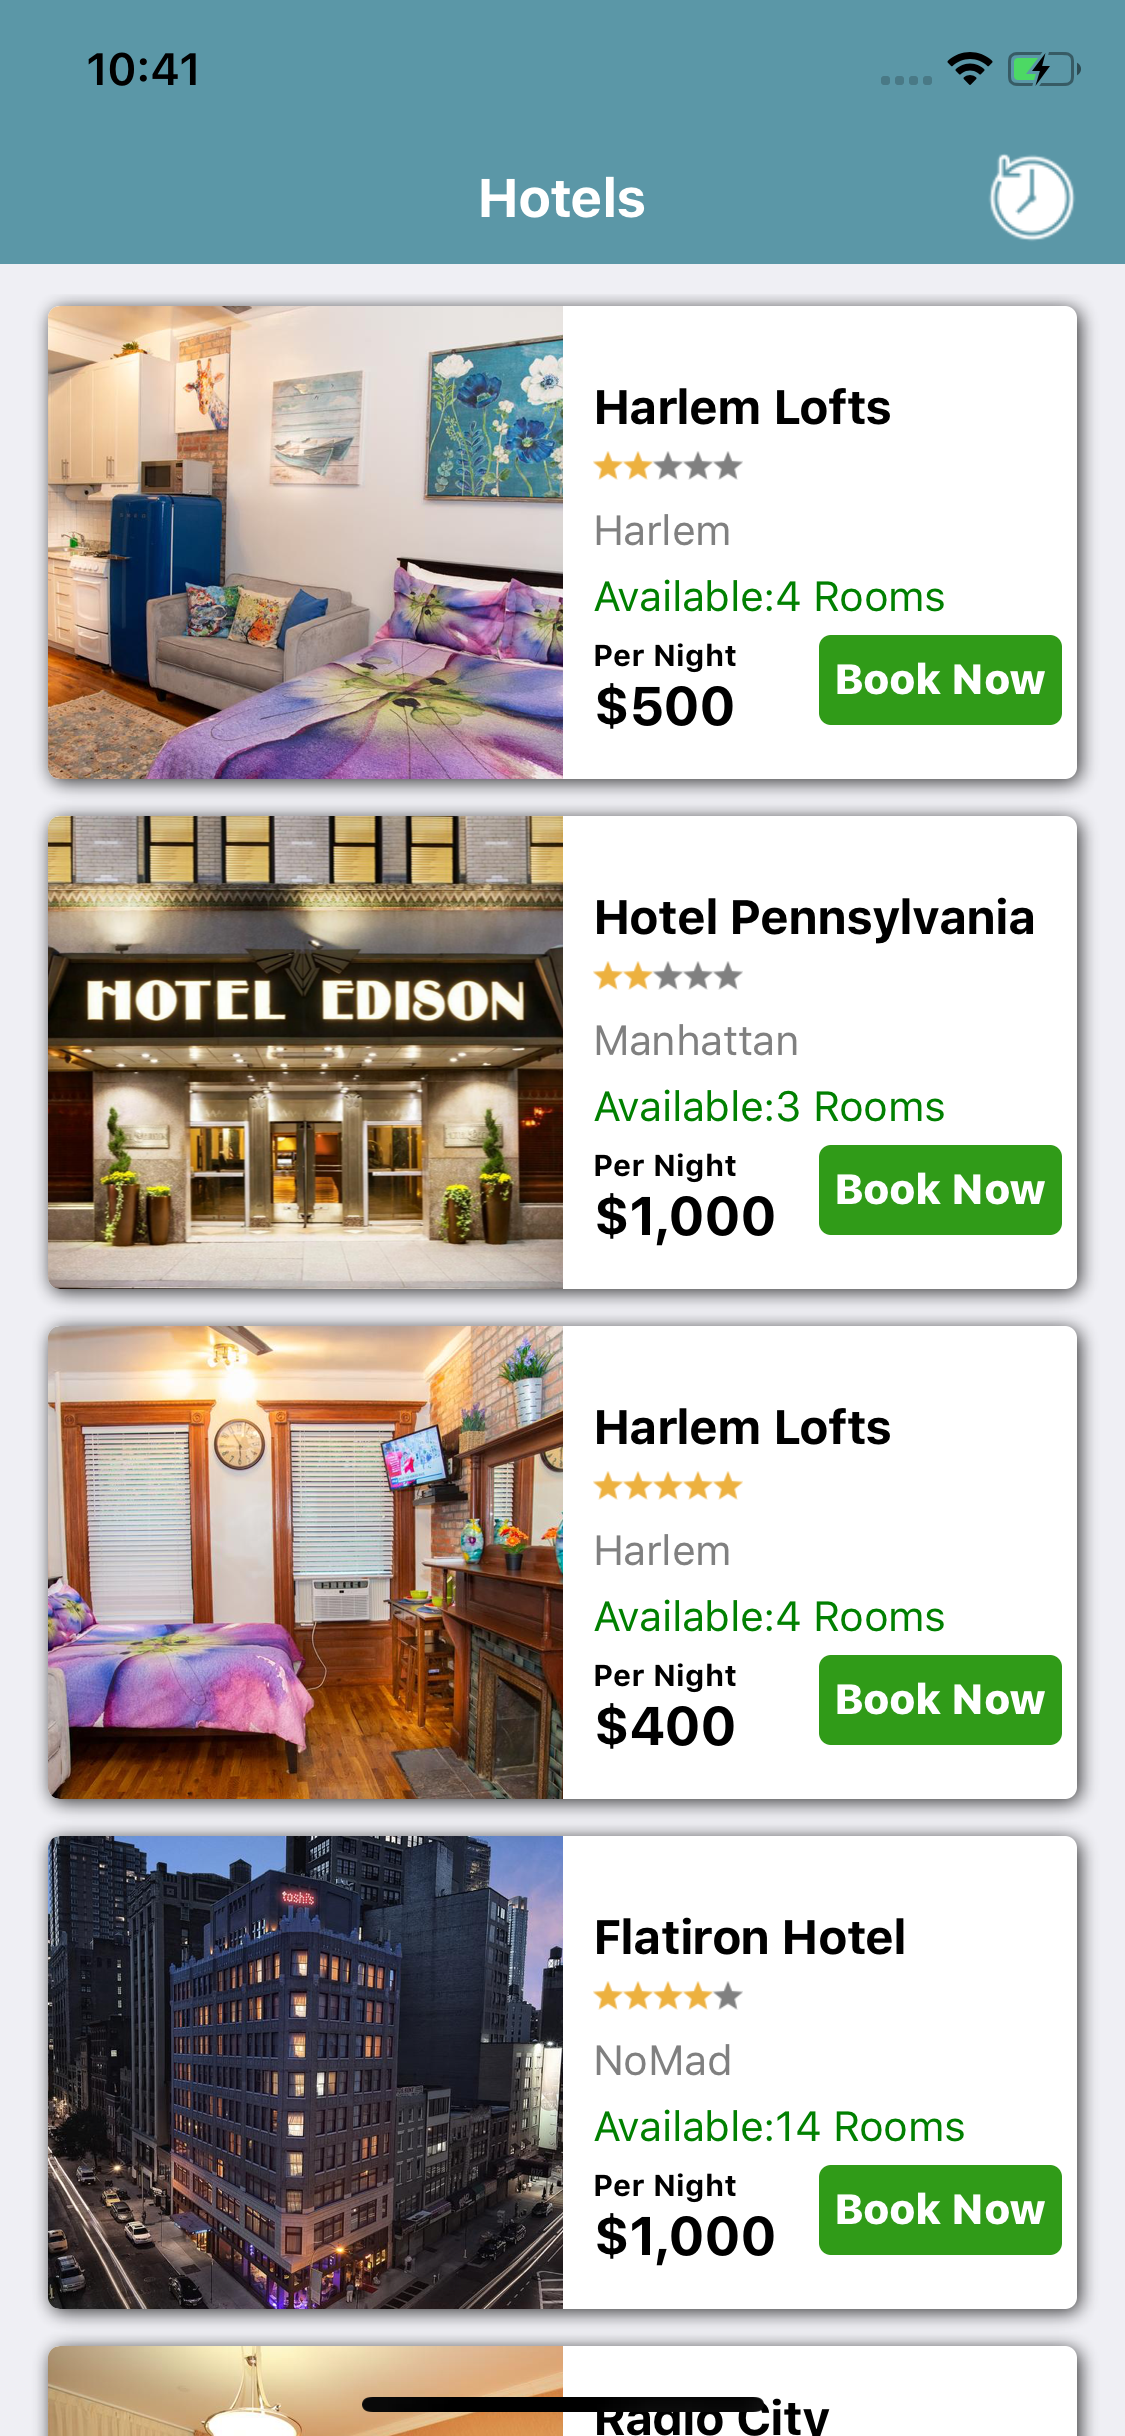 10:41
Hotels
Harlem Lofts
Harlem
Available:4 Rooms
Per Night
$500
Book Now
HOTEL EDISON
Hotel Pennsylvania
Manhattan
Available:3 Rooms
Per Night
$1,000
Book Now
Harlem Lofts
Harlem
Available:4 Rooms
Per Night
$400
Book Now
toshi's
Flatiron Hotel
NoMad
Available:14 Rooms
Per Night
$1,000
Book Now
Radio City